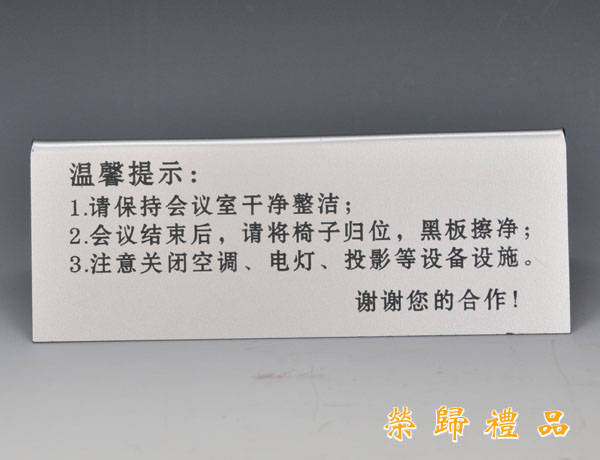 温馨提示：
1.请保持会议室干净整洁；
2.会议结束后，请将椅子归位，黑板擦净；
3.注意关闭空调、电灯、投影等设备设施。
谢谢您的合作！
榮歸禮品